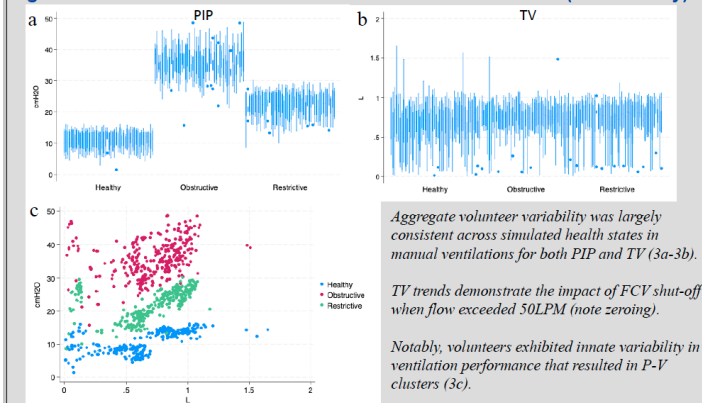 a
PIP
50
40
30
20
10
0
cmH2O
Healthy Obstructive Restrictive
b
TV
2
1.5
1
.5
0
L
Healthy Obstructive Restrictive
c
50
40
30
20
10
0
cmH2O
0 .5 1 1.5 2
L
Healthy
Obstructive
Restrictive
Aggregate volunteer variability was largely
consistent across simulated health states in
manual ventilations for both PIP and TV (3a-3b).
TV trends demonstrate the impact of FCV shut-off
when flow exceeded 50LPM (note zeroing).
Notably, volunteers exhibited innate variability in
ventilation performance that resulted in P-V
clusters (3c).